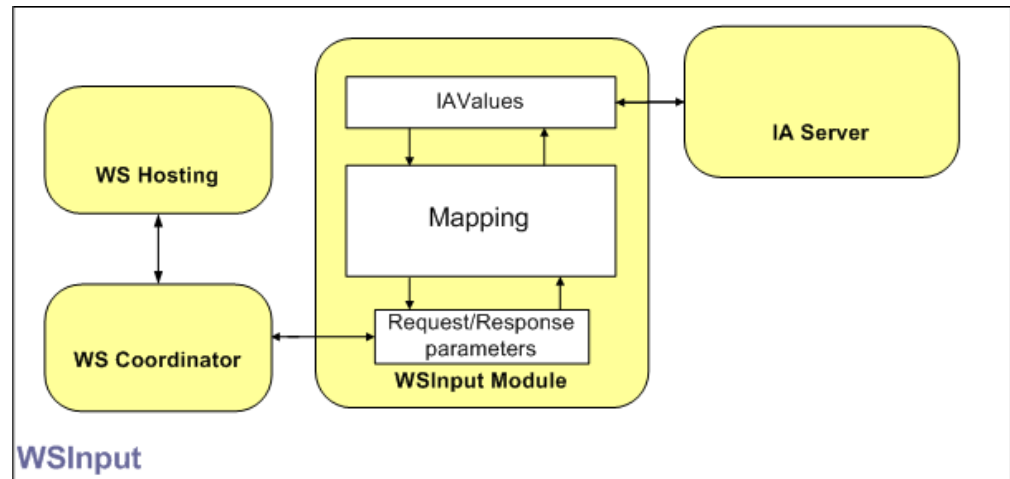 IAValues
IA Server
WS Hosting
Mapping
Request/Response
parameters
WS Coordinator
WSInput Module
WSInput